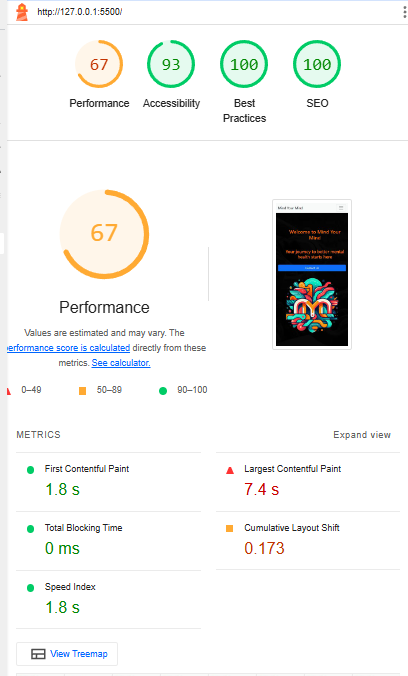 http://127.0.0.1:5500/
67
93
100
100
Performance
Accessibility
Best
Practices
SEO
67
Performance
Values are estimated and may vary. The
performance score is calculated directly from these
metrics. See calculator.
0–49
50–89
90–100
Mind Your Mind
Welcome to Mind Your
Mind
Your journey to better mental
health starts here
METRICS
Expand view
First Contentful Paint
1.8 s
Largest Contentful Paint
7.4 s
Total Blocking Time
0 ms
Cumulative Layout Shift
0.173
Speed Index
1.8 s
View Treemap